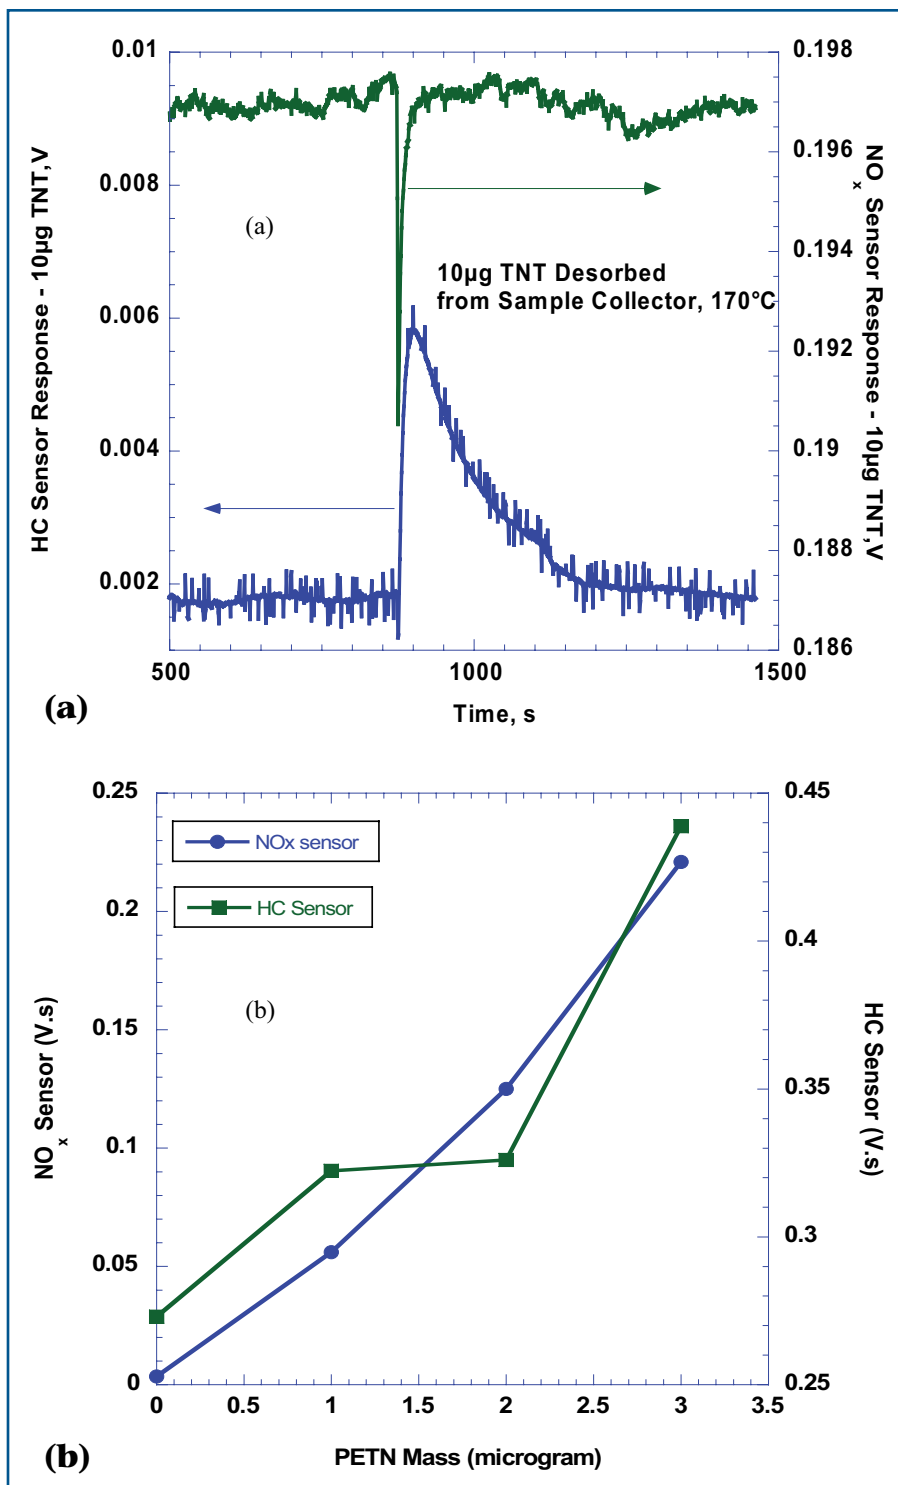 0.01
0.008
0.006
0.004
0.002
HC Sensor Response - 10µg TNT,V
0.198
0.196
0.194
0.192
0.19
0.188
0.186
NOx Sensor Response - 10µg TNT,V
(a)
10µg TNT Desorbed
from Sample Collector, 170°C
500 1000 1500
Time, s
(a)
0.25
0.2
0.15
0.1
0.05
0
NOx Sensor (V.s)
NOx sensor
HC Sensor
(b)
0.45
0.4
0.35
0.3
0.25
HC Sensor (V.s)
0 0.5 1 1.5 2 2.5 3 3.5
PETN Mass (microgram)
(b)